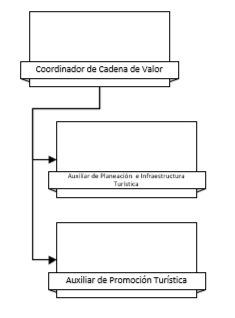 Coordinador de Cadena de Valor
Auxiliar de Planeación e Infraestructura
Turística
Auxiliar de Promoción Turística